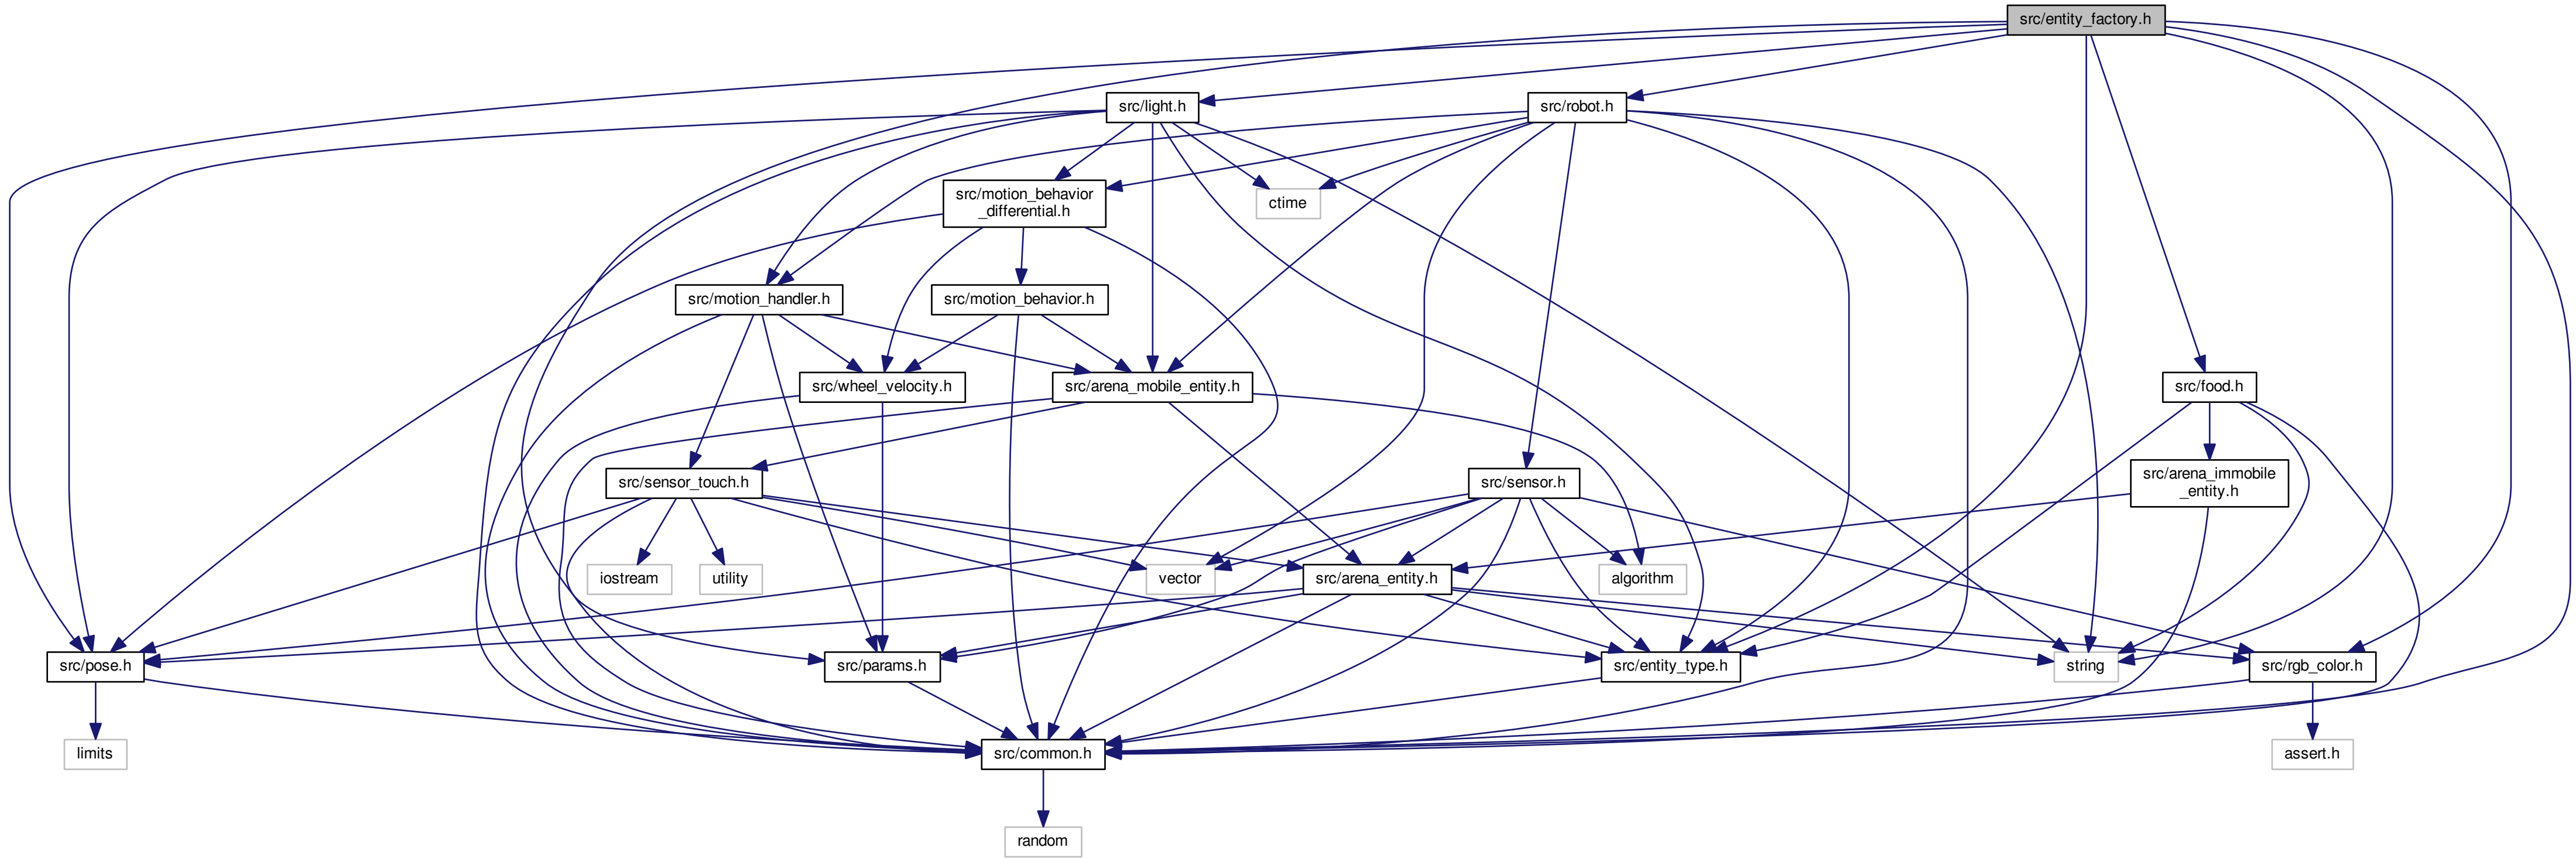 src/entity_factory.h
src/light.h
src/robot.h
src/motion_behavior
_differential.h
ctime
src/motion_handler.h
src/motion_behavior.h
src/wheel_velocity.h
src/arena_mobile_entity.h
src/food.h
src/sensor_touch.h
src/sensor.h
src/arena_immobile
_entity.h
iostream
utility
vector
src/arena_entity.h
algorithm
src/pose.h
src/params.h
src/entity_type.h
string
src/rgb_color.h
limits
src/common.h
assert.h
random